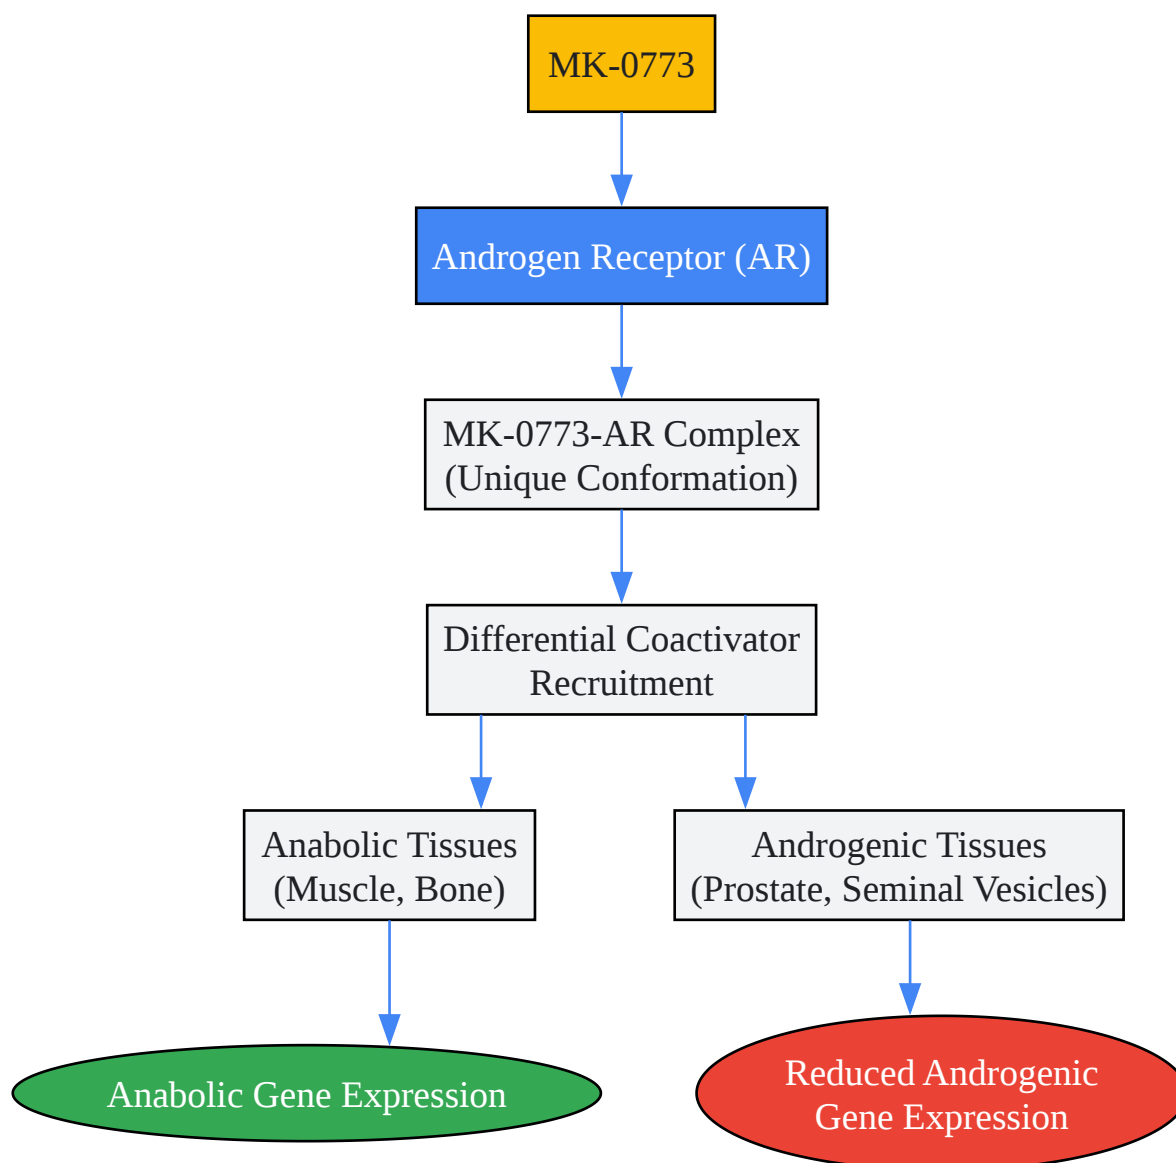 MK-0773
Androgen Receptor (AR)
MK-0773-AR Complex
(Unique Conformation)
Differential Coactivator
Recruitment
Anabolic Tissues
(Muscle, Bone)
Androgenic Tissues
(Prostate, Seminal Vesicles)
Anabolic Gene Expression
Reduced Androgenic
Gene Expression